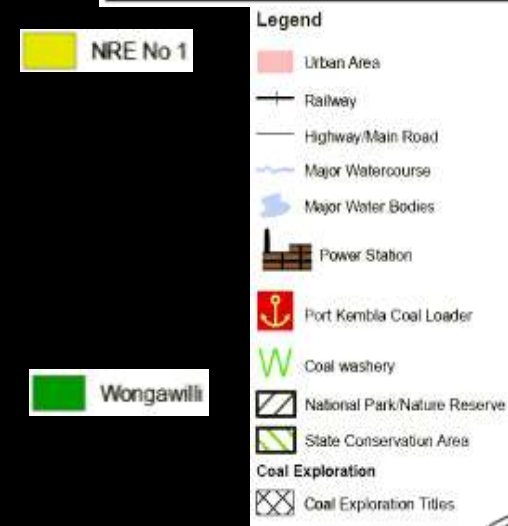 NRE No 1
Wongawilli
Legend
Urban Area
Railway
Highway/Main Road
Major Watercourse
Major Water Bodies
Power Station
Port Kembla Coal Loader
W Coal washery
National Park/Nature Reserve
State Conservation Area
Coal Exploration
Coal Exploration Titles